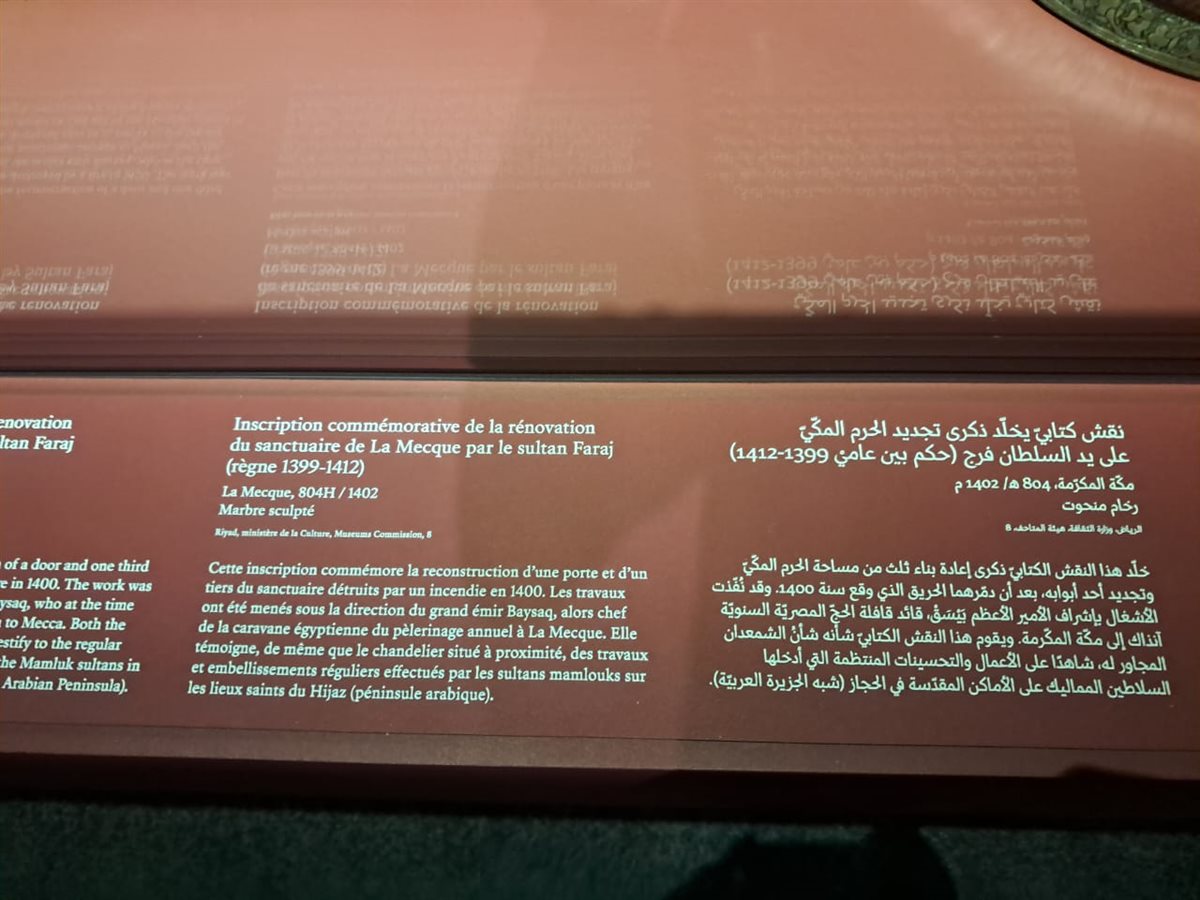 enovation
ltan Faraj
of a door and one third
re in 1400. The work was
ysaq, who at the time
to Mecca. Both the
estify to the regular
he Mamluk sultans in
Arabian Peninsula).
Inscription commémorative de la rénovation
du sanctuaire de La Mecque par le sultan Faraj
(règne 1399-1412)
La Mecque, 804H / 1402
Marbre sculpté
Riyad, ministère de la Culture, Museums Commission, 8
Cette inscription commémore la reconstruction d'une porte et d'un
tiers du sanctuaire détruits par un incendie en 1400. Les travaux
ont été menés sous la direction du grand émir Baysaq, alors chef
de la caravane égyptienne du pèlerinage annuel à La Mecque. Elle
témoigne, de même que le chandelier situé à proximité, des travaux
et embellissements réguliers effectués par les sultans mamlouks sur
les lieux saints du Hijaz (péninsule arabique).
نقش كتابيّ يخلّد ذكرى تجديد الحرم المكّيّ
على يد السلطان فرج (حكم بين عامي 1399-1412)
مكّة المكرّمة، 804 ه/ 1402 م
رخام منحوت
الرياض، وزارة الثقافة، هيئة المتاحف، 8
خلّد هذا النقش الكتابيّ ذكرى إعادة بناء ثلث من مساحة الحرم المكّيّ
وتجديد أحد أبوابه، بعد أن دمّرهما الحريق الذي وقع سنة 1400. وقد نُفّذت
الأشغال بإشراف الأمير الأعظم بَيْسَقْ، قائد قافلة الحجّ المصريّة السنويّة
آنذاك إلى مكّة المكّرمة. ويقوم هذا النقش الكتابيّ شأنه شأنُ الشمعدان
المجاور له، شاهدًا على الأعمال والتحسينات المنتظمة التي أدخلها
السلاطين المماليك على الأماكن المقدّسة في الحجاز (شبه الجزيرة العربيّة).